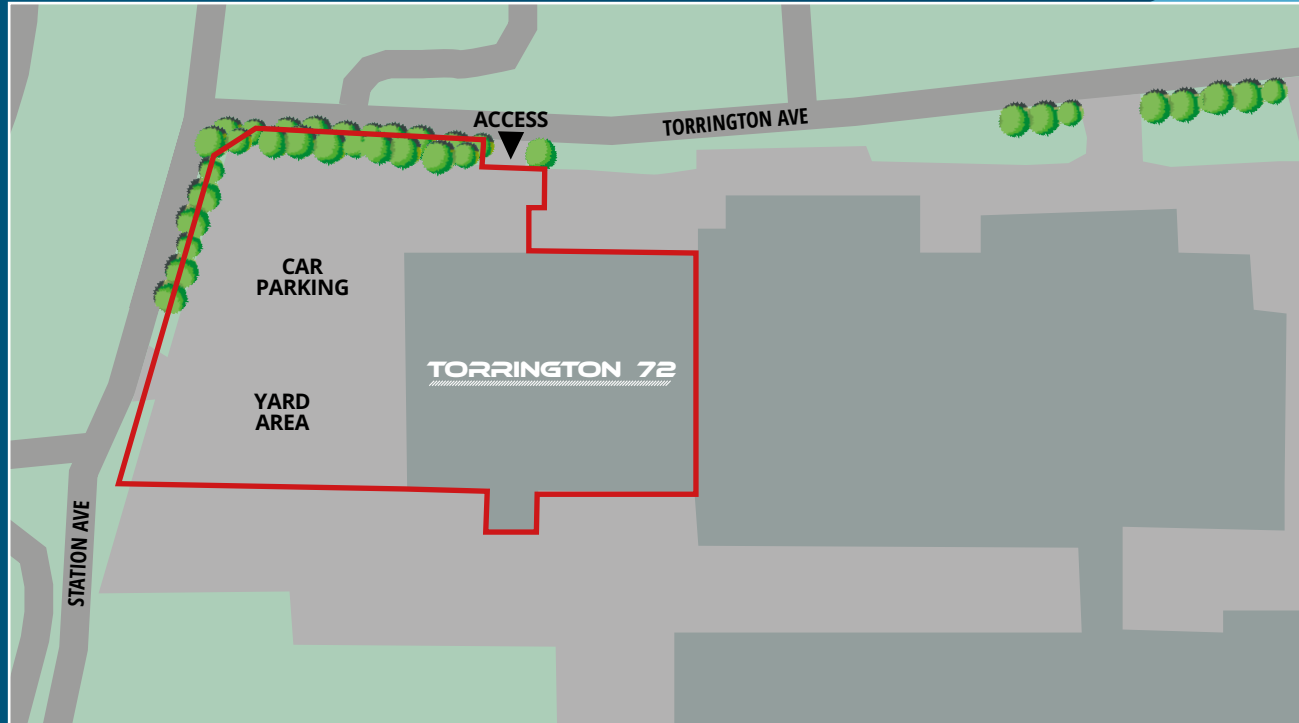 ACCESS
TORRINGTON AVE
CAR
PARKING
TORRINGTON 72
YARD
AREA
STATION AVE